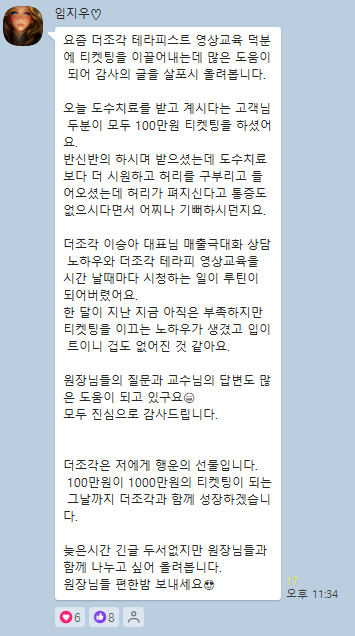 임지우♡
요즘 더조각 테라피스트 영상교육 덕분
에 티켓팅을 이끌어내는데 많은 도움이
되어 감사의 글을 살포시 올려봅니다.
오늘 도수치료를 받고 계시다는 고객님
두분이 모두 100만원 티켓팅을 하셨어
요.
반신반의 하시며 받으셨는데 도수치료
보다 더 시원하고 허리를 구부리고 들
어오셨는데 허리가 펴지신다고 통증도
없으시다면서 어찌나 기뻐하시던지요.
더조각 이승아 대표님 매출극대화 상담
노하우와 더조각 테라피 영상교육을
시간 날때마다 시청하는 일이 루틴이
되어버렸어요.
한 달이 지난 지금 아직은 부족하지만
티켓팅을 이끄는 노하우가 생겼고 입이
트이니 겁도 없어진 것 같아요.
원장님들의 질문과 교수님의 답변도 많
은 도움이 되고 있구요😄
모두 진심으로 감사드립니다.
더조각은 저에게 행운의 선물입니다.
100만원이 1000만원의 티켓팅이 되는
그날까지 더조각과 함께 성장하겠습니
다.
늦은시간 긴글 두서없지만 원장님들과
함께 나누고 싶어 올려봅니다.
원장님들 편한밤 보내세요😍
17
오후 11:34
6
8